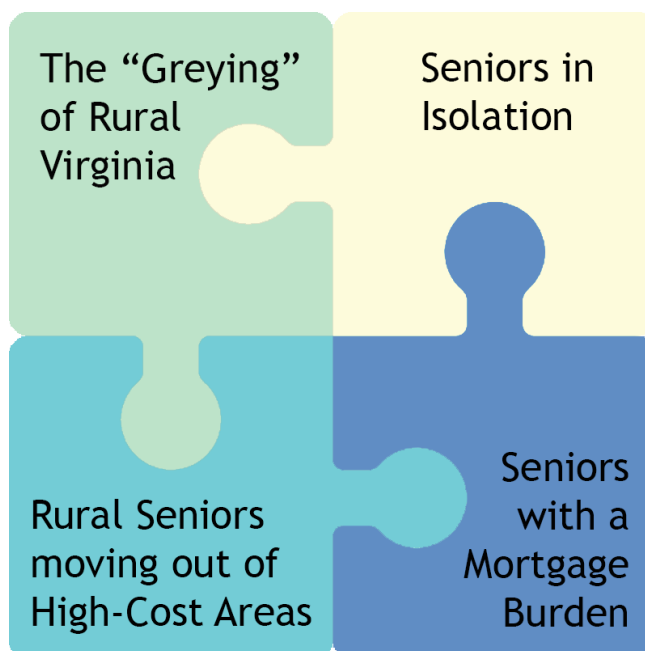 The “Greying”
of Rural
Virginia
Seniors in
Isolation
Rural Seniors
moving out of
High-Cost Areas
Seniors
with a
Mortgage
Burden